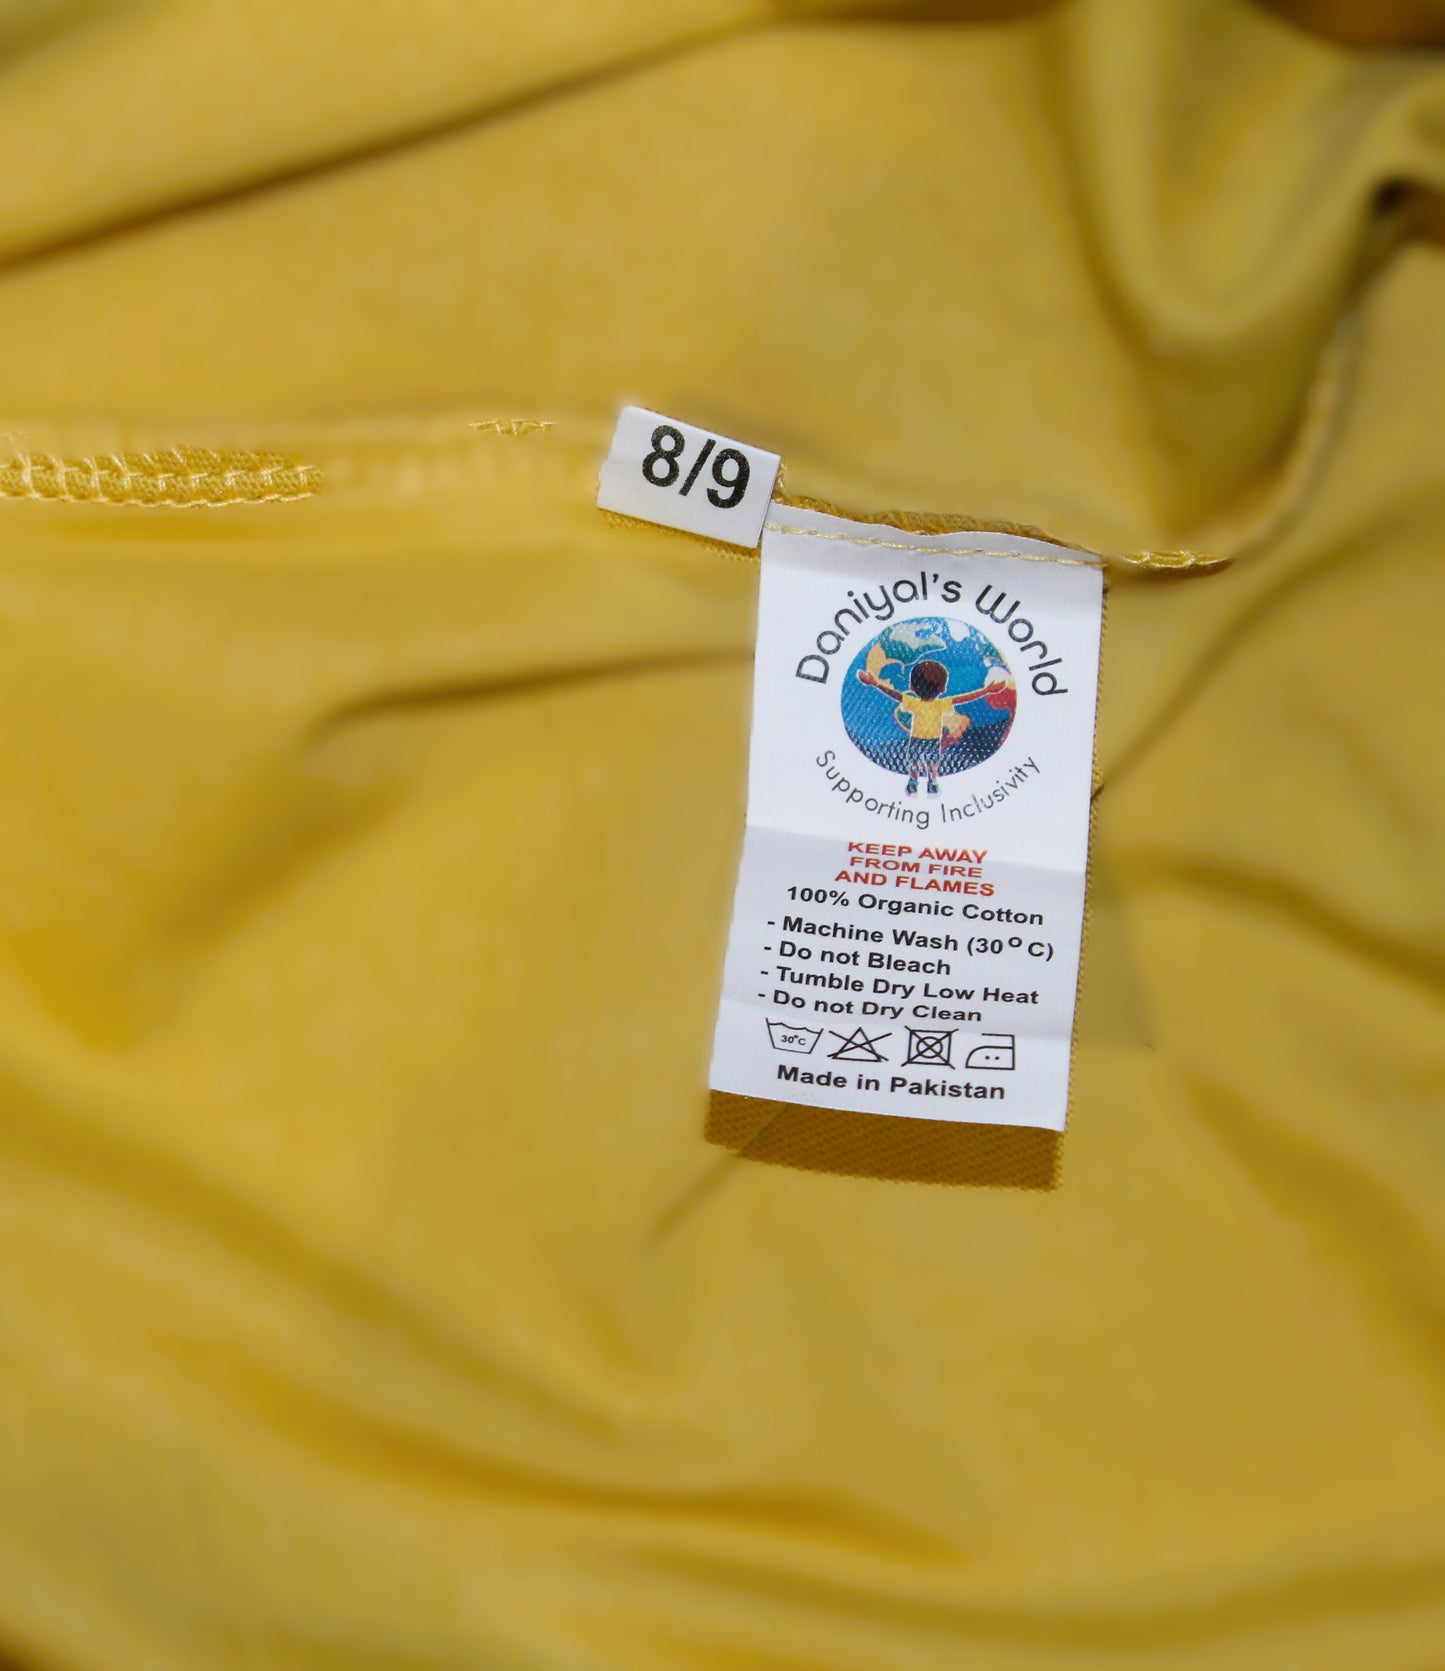 8/9
Daniyal's World
Supporting Inclusivity
KEEP AWAY
FROM FIRE
AND FLAMES
100% Organic Cotton
- Machine Wash (30°C)
- Do not Bleach
- Tumble Dry Low Heat
- Do not Dry Clean
30°C
Made in Pakistan